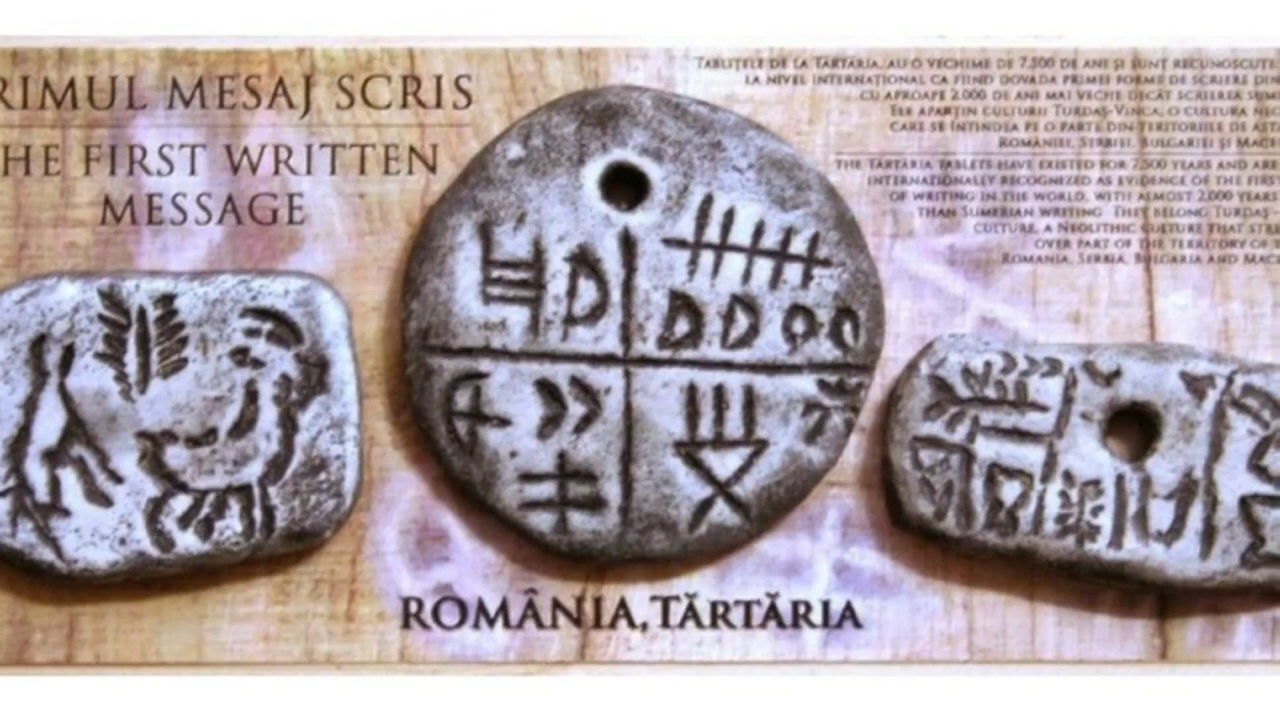 RIMUL MESAJ SCRIS
HE FIRST WRITTEN
MESSAGE
TĂBLIȚELE DE LA TĂRTĂRIA, AU O VECHIME DE 7.500 DE ANI ȘI SUNT RECUNOSCUTE
LA NIVEL INTERNAȚIONAL CA FIIND DOVADA PRIMEI FORME DE SCRIERE DIN
CU APROAPE 2.000 DE ANI MAI VECHE DECÂT SCRIEREA SUM
ELE APARȚIN CULTURII TURDAȘ-VINCA, O CULTURĂ NEO
CARE SE ÎNTINDEA PE O PARTE DIN TERITORIILE DE AST
ROMÂNIEI, SERBIEI, BULGARIEI ȘI MACE
THE TĂRTĂRIA TABLETS HAVE EXISTED FOR 7,500 YEARS AND ARE
INTERNATIONALLY RECOGNIZED AS EVIDENCE OF THE FIRST
OF WRITING IN THE WORLD, WITH ALMOST 2,000 YEARS
THAN SUMERIAN WRITING THEY BELONG TURDAȘ-
CULTURE, A NEOLITHIC CULTURE THAT STRE
OVER PART OF THE TERRITORY OF
ROMANIA, SERBIA, BULGARIA AND MACE
ROMÂNIA, TĂRTĂRIA